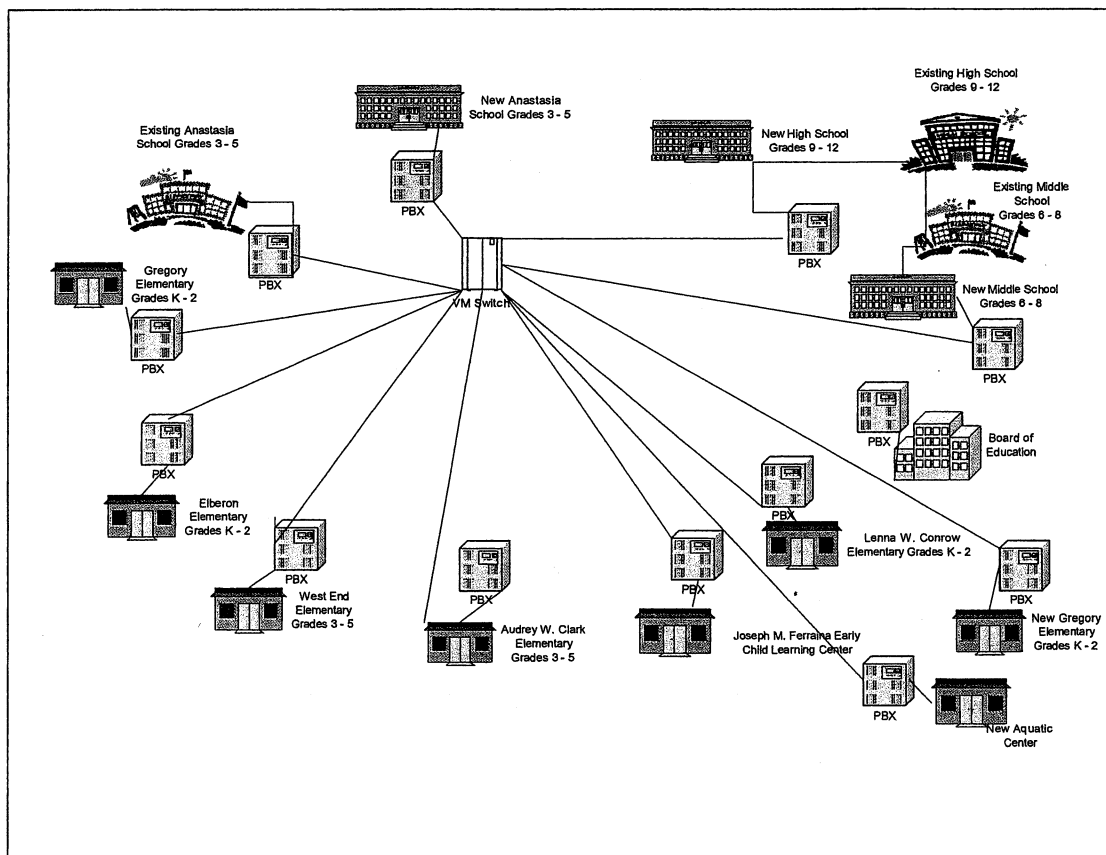 Existing High School
Grades 9 - 12
New Anastasia
School Grades 3 - 5
Existing Anastasia
School Grades 3 - 5
New High School
Grades 9 - 12
PBX
Existing Middle
School
Grades 6 - 8
PBX
PBX
Gregory
Elementary
Grades K - 2
VM Switch
New Middle School
Grades 6 - 8
PBX
PBX
PBX
Board of
Education
PBX
Elberon
Elementary
Grades K - 2
PBX
Lenna W. Conrow
Elementary Grades K - 2
PBX
West End
Elementary
Grades 3 - 5
PBX
Audrey W. Clark
Elementary
Grades 3 - 5
PBX
Joseph M. Ferraina Early
Child Learning Center
PBX
New Gregory
Elementary
Grades K - 2
PBX
New Aquatic
Center